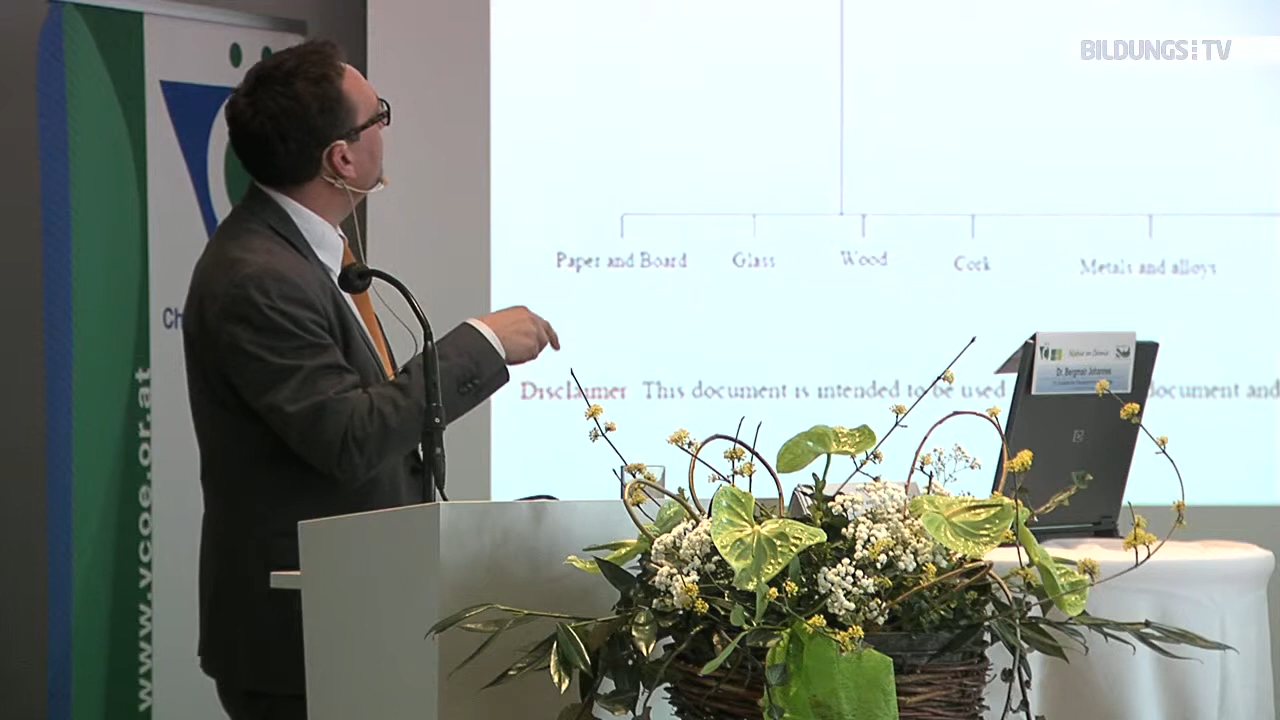 BILDUNGS:TV
Ö
Ch
www.vcoe.or.at
Paper and Board Glass Wood Cork Metals and alloys
Disclaimer This document is intended to be used
document and
Dr. Bergmair Johannes